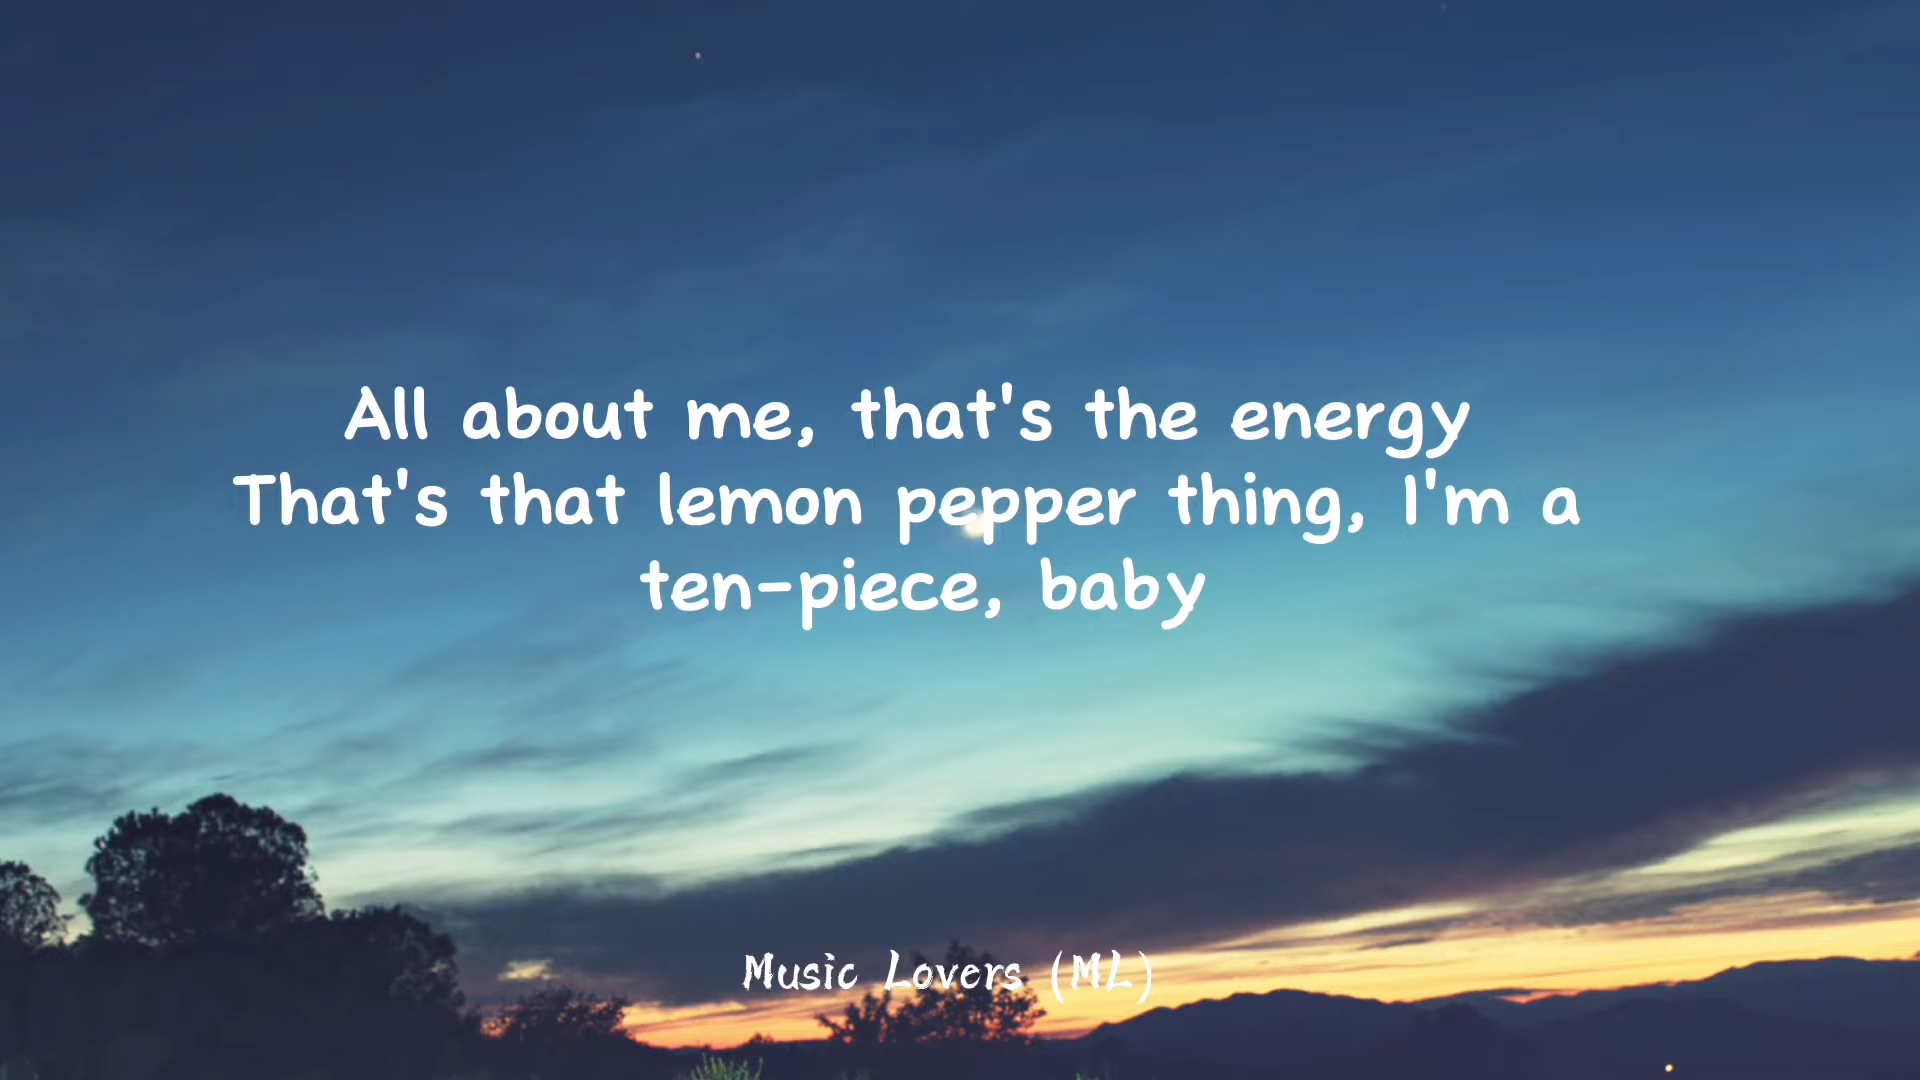 All about me, that's the energy
That's that lemon pepper thing, I'm a
ten-piece, baby
Music Lovers (ML)